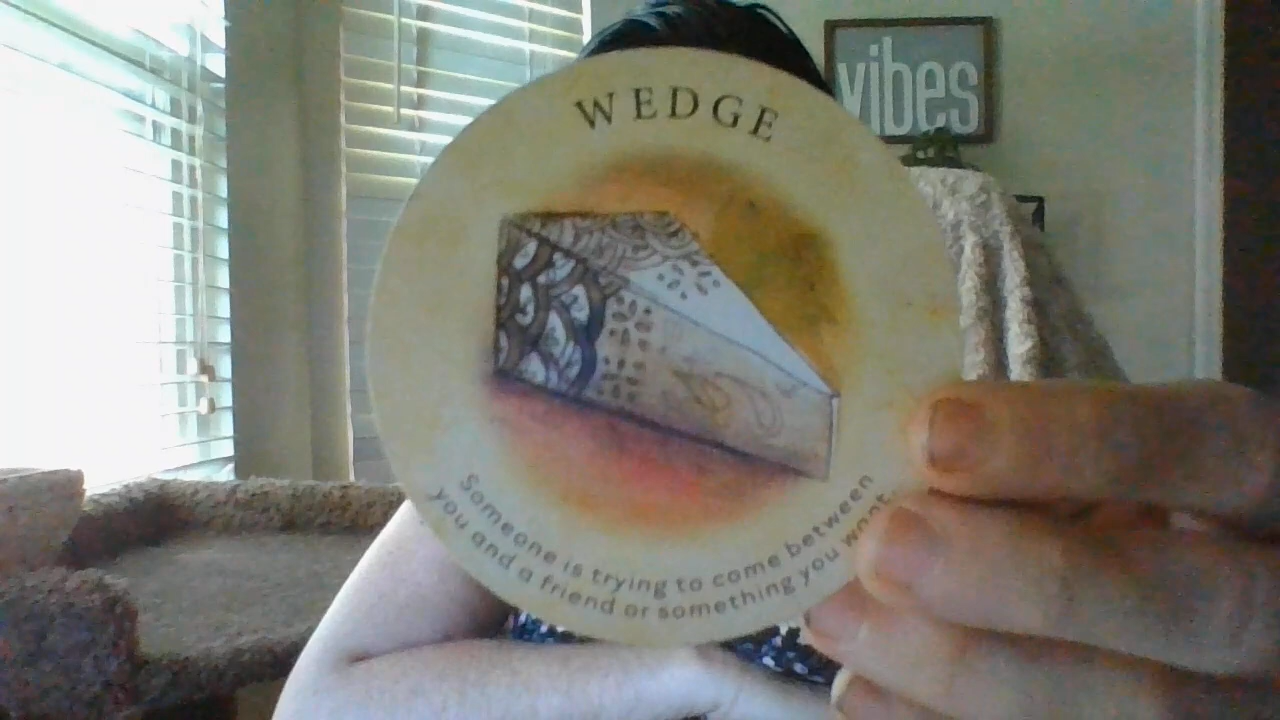 vibes
WEDGE
Someone is trying to come between
you and a friend or something you want.